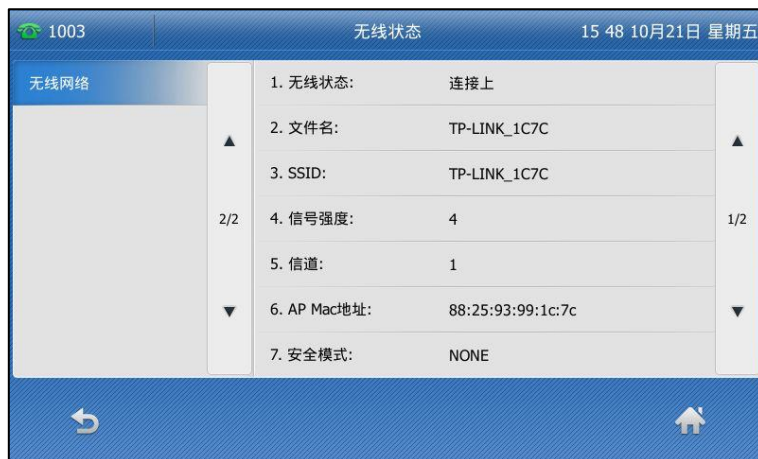 1003 无线状态 15 48 10月21日 星期五
无线网络
2/2
1. 无线状态: 连接上
2. 文件名: TP-LINK_1C7C
3. SSID: TP-LINK_1C7C
4. 信号强度: 4
5. 信道: 1
6. AP Mac地址: 88:25:93:99:1c:7c
7. 安全模式: NONE
1/2